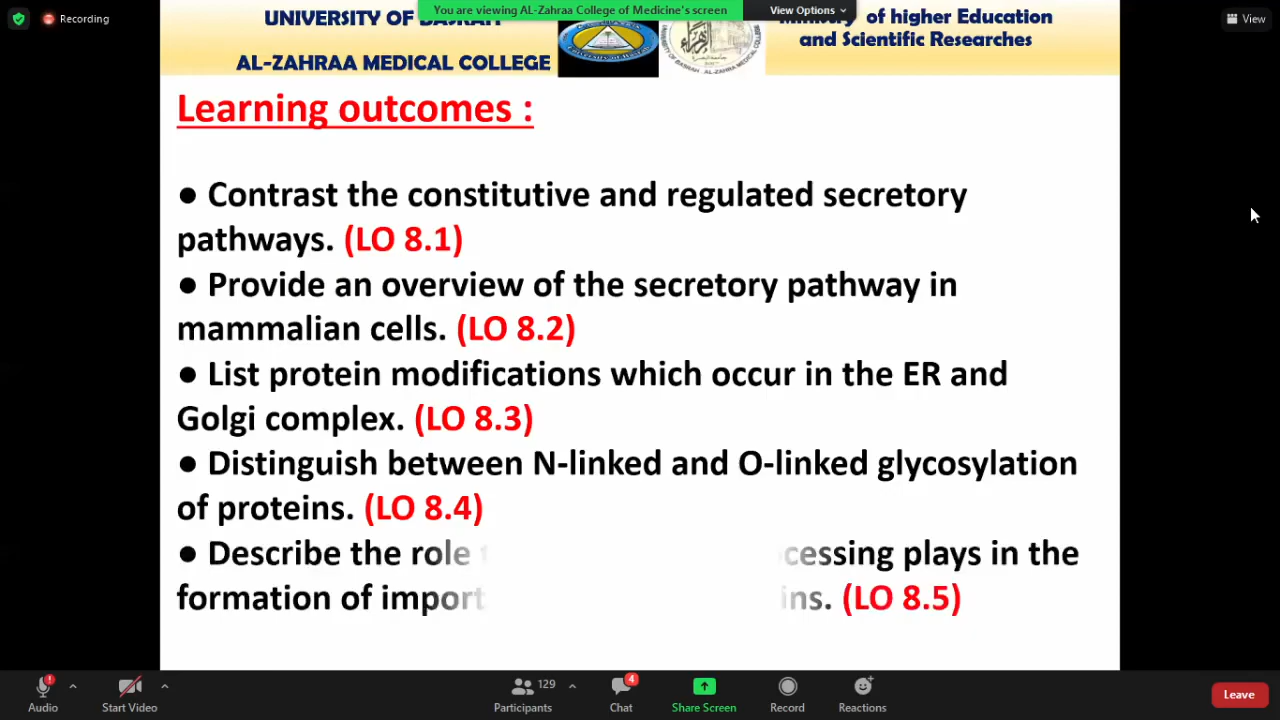 Recording
You are viewing AL-Zahraa College of Medicine's screen
View Options
View
UNIVERSITY OF
of higher Education
and Scientific Researches
AL-ZAHRAA MEDICAL COLLEGE
Learning outcomes :
● Contrast the constitutive and regulated secretory
pathways. (LO 8.1)
● Provide an overview of the secretory pathway in
mammalian cells. (LO 8.2)
● List protein modifications which occur in the ER and
Golgi complex. (LO 8.3)
● Distinguish between N-linked and O-linked glycosylation
of proteins. (LO 8.4)
● Describe the role plays in the
formation of (LO 8.5)
Audio
Start Video
129
Participants
4
Chat
Share Screen
Record
Reactions
Leave